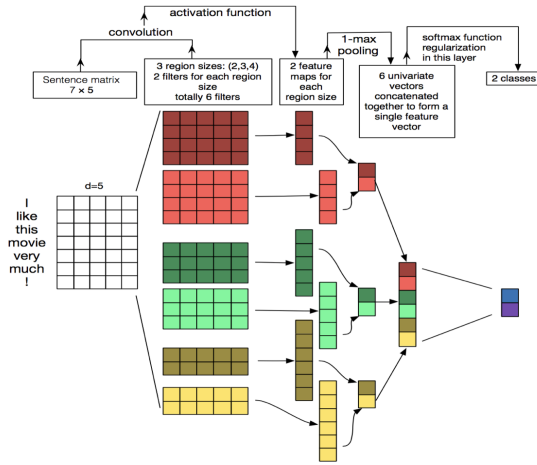 activation function
convolution
1-max
pooling
softmax function
regularization
in this layer
Sentence matrix
7 × 5
3 region sizes: (2,3,4)
2 filters for each region
size
totally 6 filters
2 feature
maps for
each
region size
6 univariate
vectors
concatenated
together to form a
single feature
vector
2 classes
d=5
I
like
this
movie
very
much
!